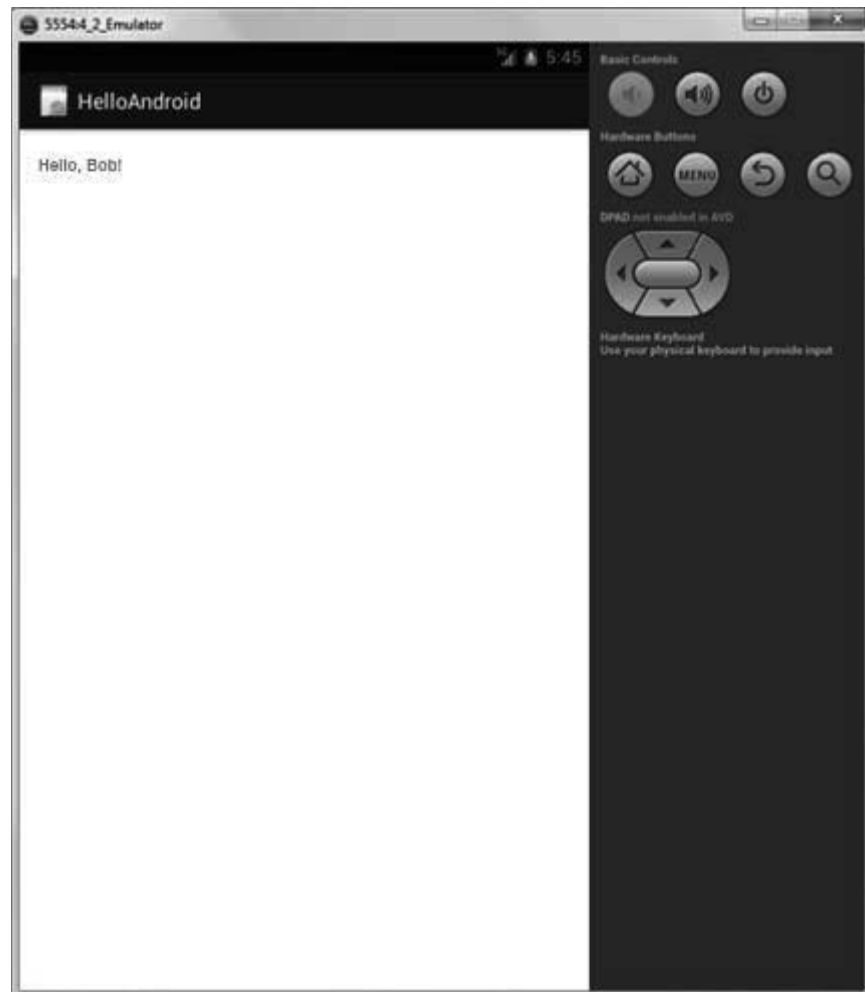 5554:4_2_Emulator
5:45
HelloAndroid
Hello, Bob!
Basic Controls
Hardware Buttons
MENU
DPAD not enabled in AVD
Hardware Keyboard
Use your physical keyboard to provide input